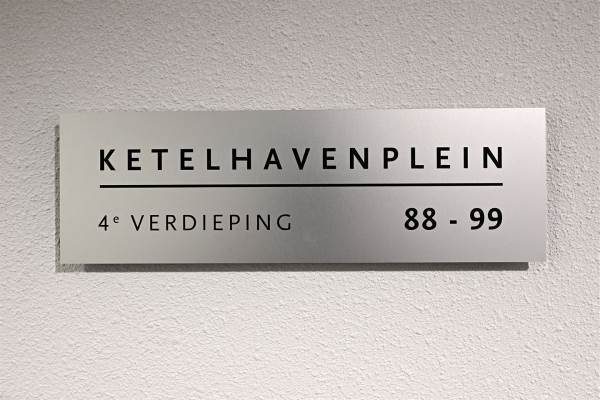 KETELHAVENPLEIN
4e VERDIEPING 88 - 99